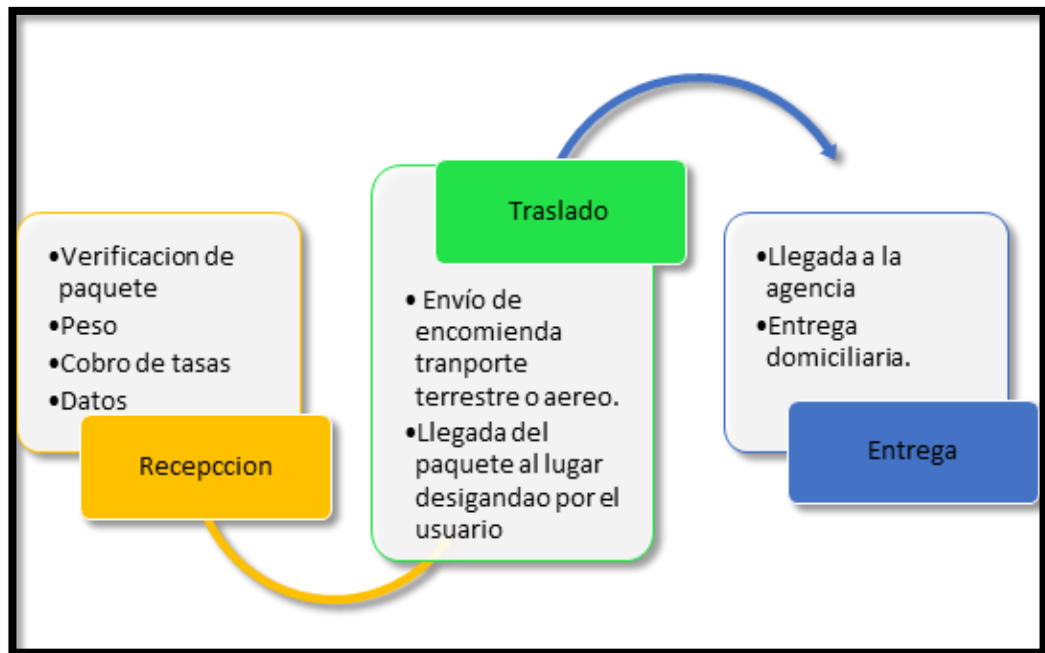 •Verificacion de
paquete
•Peso
•Cobro de tasas
•Datos
Recepccion
Traslado
• Envío de
encomienda
tranporte
terrestre o aereo.
•Llegada del
paquete al lugar
desigandao por el
usuario
•Llegada a la
agencia
•Entrega
domiciliaria.
Entrega